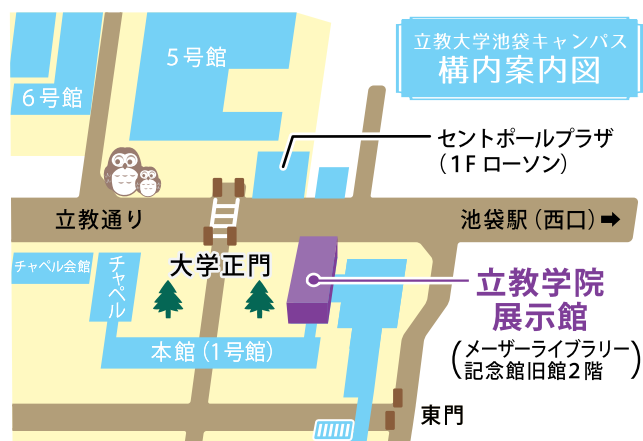 立教大学池袋キャンパス
構内案内図
5号館
6号館
セントポールプラザ
(1F ローソン)
立教通り
池袋駅(西口)➡
大学正門
チャペル会館
チャペル
立教学院
展示館
(メーザーライブラリー
記念館旧館2階)
本館(1号館)
東門